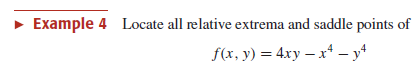 ► Example 4 Locate all relative extrema and saddle points of
f(x, y) = 4xy – x⁴ – y⁴